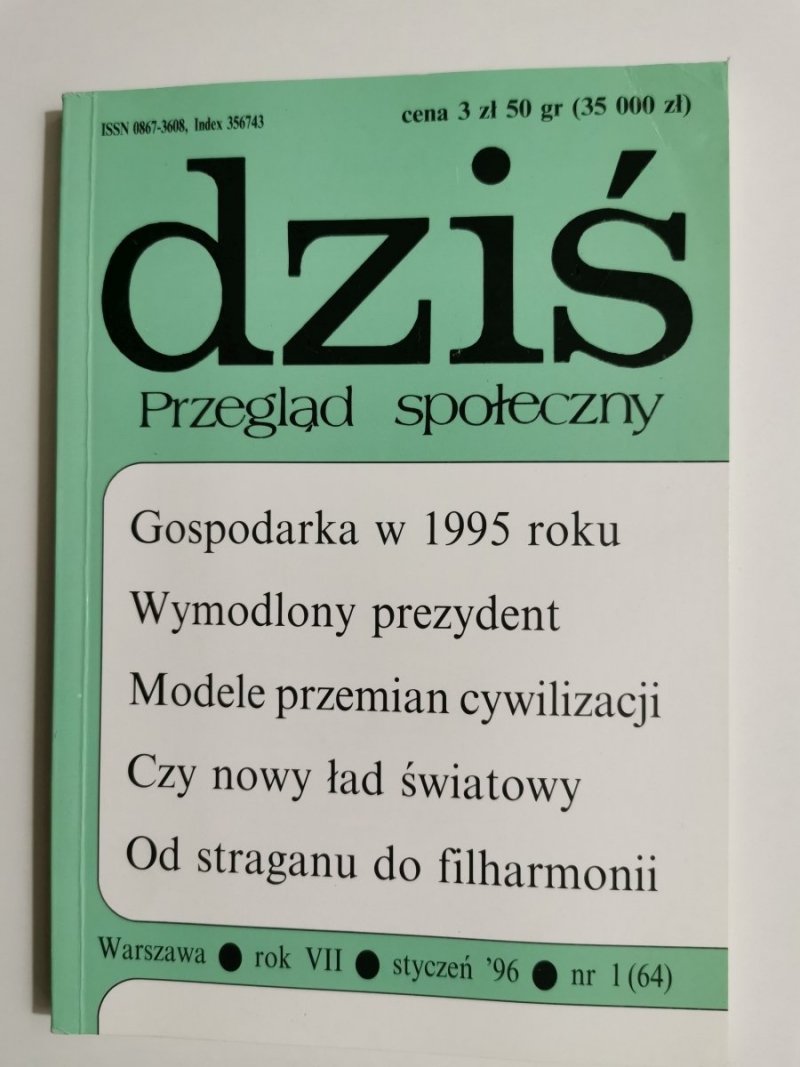 ISSN 0867-3608, Index 356743
cena 3 zł 50 gr (35 000 zł)
dziś
Przegląd społeczny
Gospodarka w 1995 roku
Wymodlony prezydent
Modele przemian cywilizacji
Czy nowy ład światowy
Od straganu do filharmonii
Warszawa ● rok VII ● styczeń '96 ● nr 1 (64)